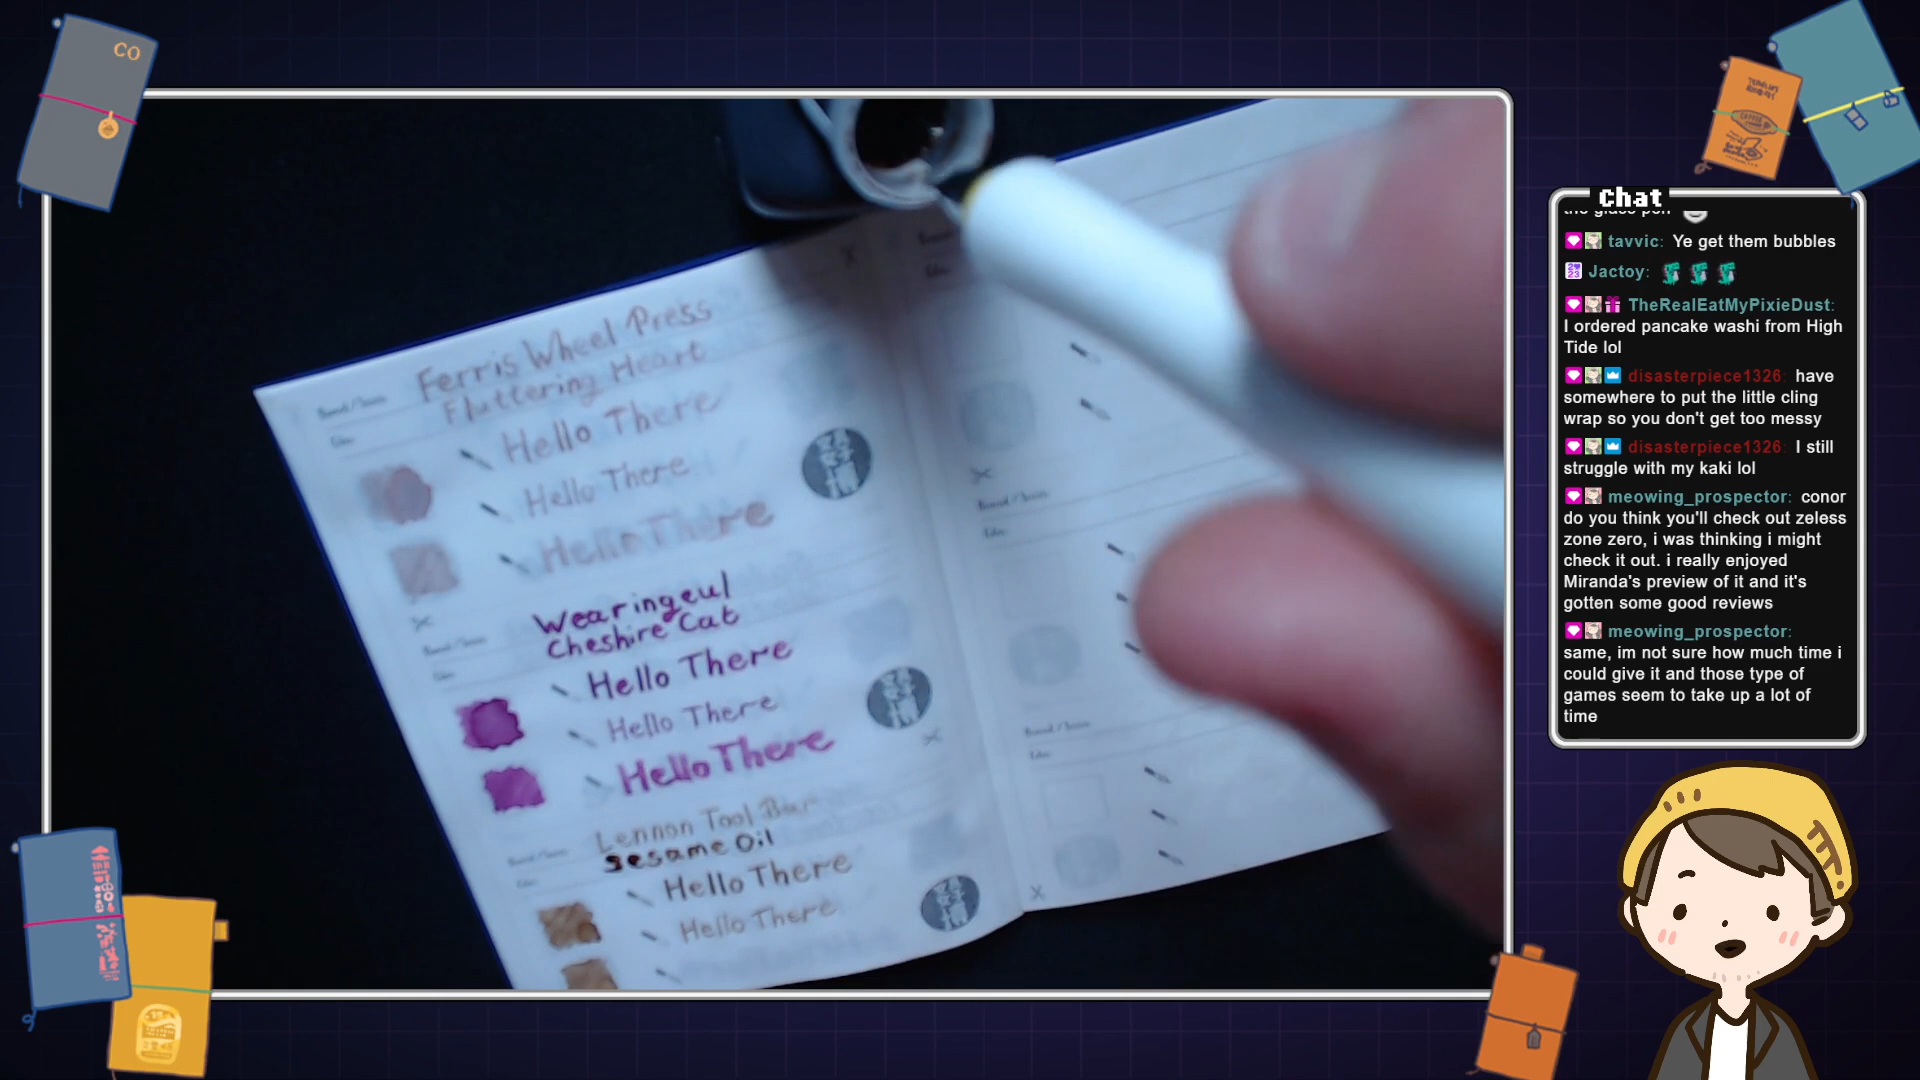 CO
chat
the glass pen
tavvic: Ye get them bubbles
Jactoy:
TheRealEatMyPixieDust:
I ordered pancake washi from High
Tide lol
disasterpiece1326: have
somewhere to put the little cling
wrap so you don't get too messy
disasterpiece1326: I still
struggle with my kaki lol
meowing_prospector: conor
do you think you'll check out zeless
zone zero, i was thinking i might
check it out. i really enjoyed
Miranda's preview of it and it's
gotten some good reviews
meowing_prospector:
same, im not sure how much time i
could give it and those type of
games seem to take up a lot of
time
Ferris Wheel Press
Fluttering Heart
Hello There
Hello There
Hello There
Wearingeul
Cheshire Cat
Hello There
Hello There
Hello There
Lennon Tool Bar
Sesame Oil
Hello There
Hello There